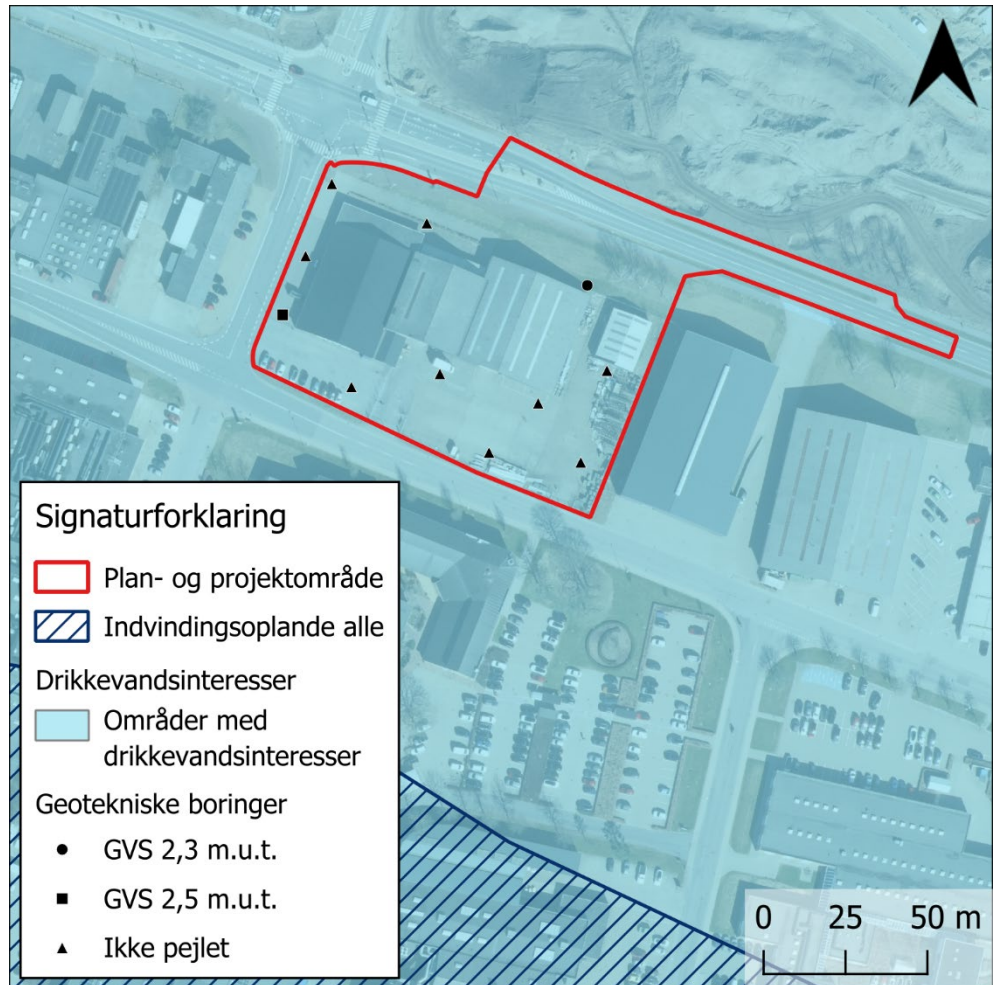 Signaturforklaring
Plan- og projektområde
Indvindingsoplande alle
Drikkevandsinteresser
Områder med
drikkevandsinteresser
Geotekniske boringer
GVS 2,3 m.u.t.
GVS 2,5 m.u.t.
Ikke pejlet
0 25 50 m